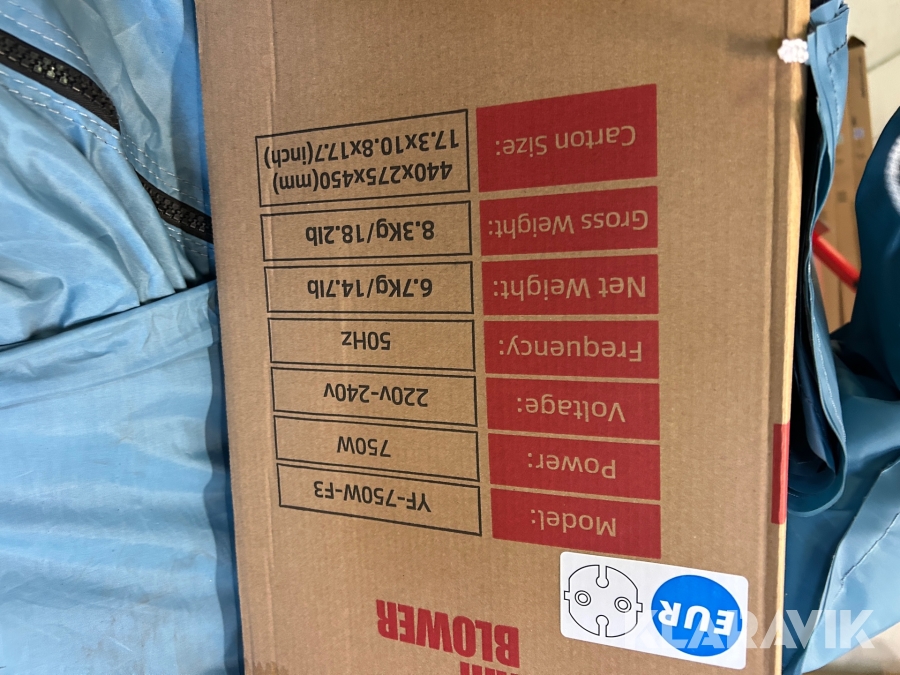 BLOWER
EUR
Model: YF-750W-F3
Power: 750W
Voltage: 220v-240v
Frequency: 50Hz
Net Weight: 6.7Kg/14.7lb
Gross Weight: 8.3Kg/18.2lb
Carton Size: 440x275x450(mm)
17.3x10.8x17.7(inch)
KLARAVIK